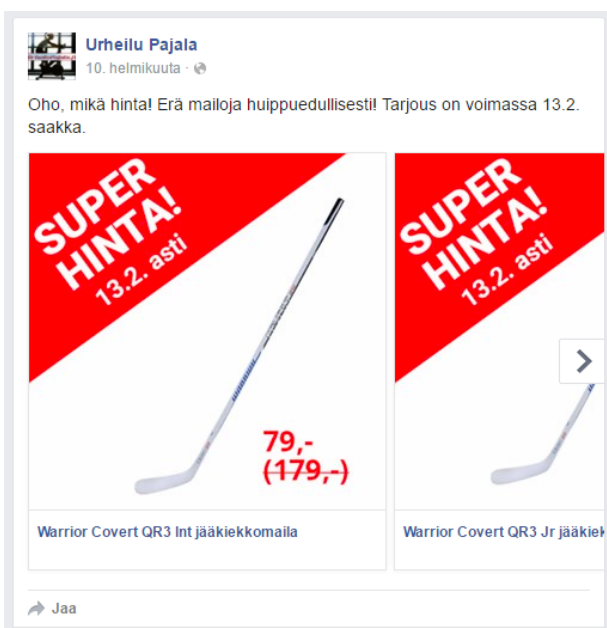 Urheilu Pajala
10. helmikuuta ·
Oho, mikä hinta! Erä mailoja huippuedullisesti! Tarjous on voimassa 13.2.
saakka.
SUPER
HINTA!
13.2. asti
79,-
(179,-)
Warrior Covert QR3 Int jääkiekkomaila
SUPER
HINTA!
13.2. asti
Warrior Covert QR3 Jr jääkiek
Jaa